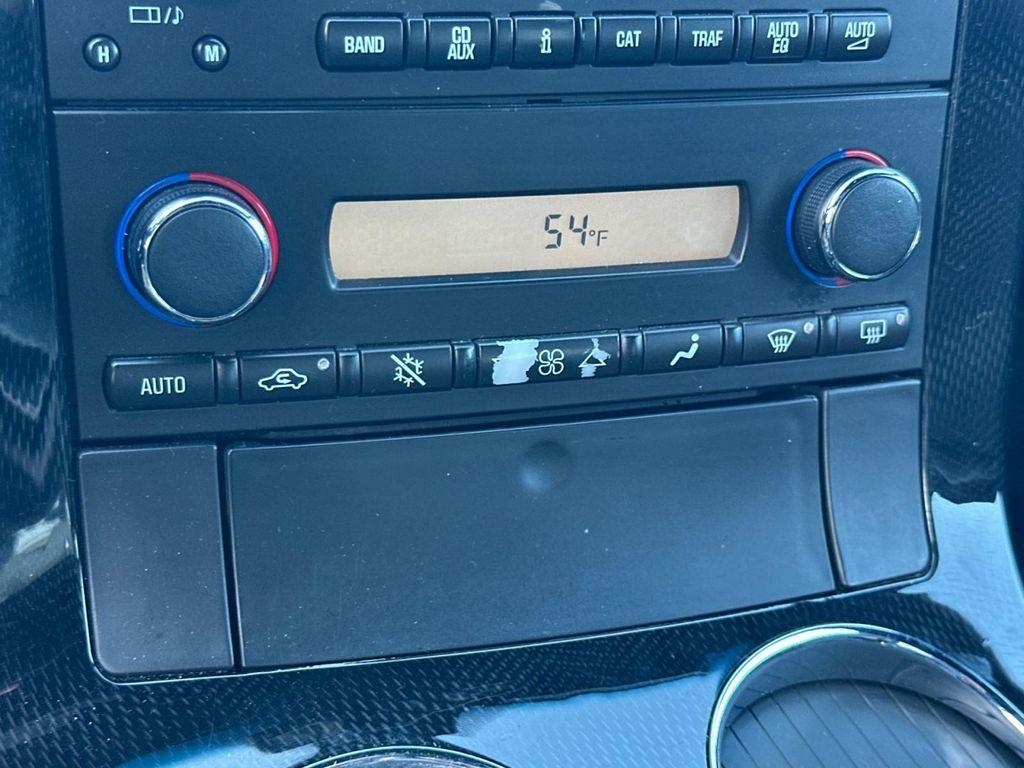 H M
BAND CD AUX i CAT TRAF AUTO EQ AUTO
54°F
AUTO